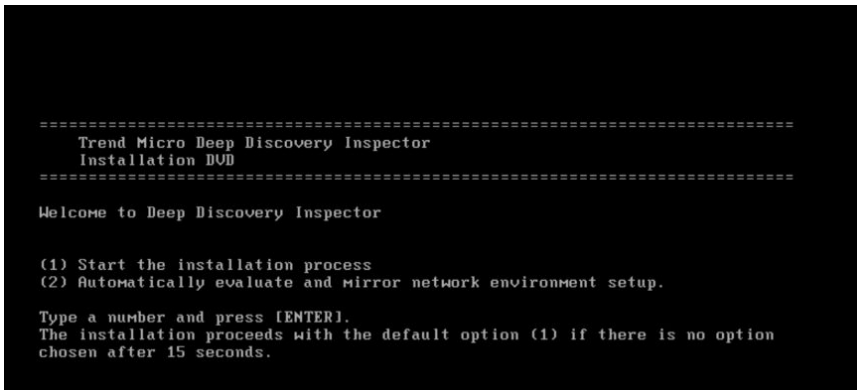 ==============================================================================
Trend Micro Deep Discovery Inspector
Installation DVD
==============================================================================
Welcome to Deep Discovery Inspector
(1) Start the installation process
(2) Automatically evaluate and mirror network environment setup.
Type a number and press [ENTER].
The installation proceeds with the default option (1) if there is no option
chosen after 15 seconds.